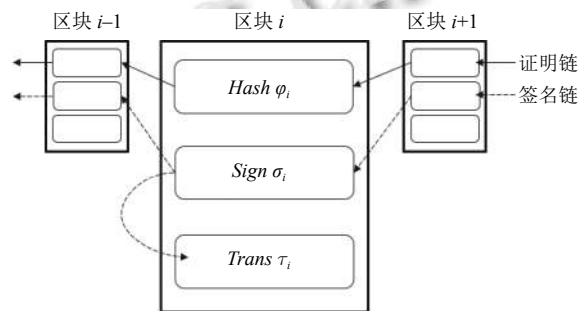 区块 i–1
区块 i
区块 i+1
Hash φi
证明链
签名链
Sign σi
Trans τi